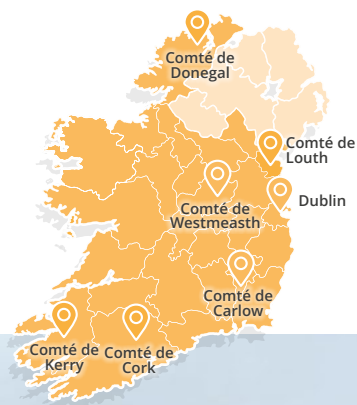 Comté de
Donegal
Comté de
Louth
Dublin
Comté de
Westmeasth
Comté de
Carlow
Comté de
Kerry
Comté de
Cork